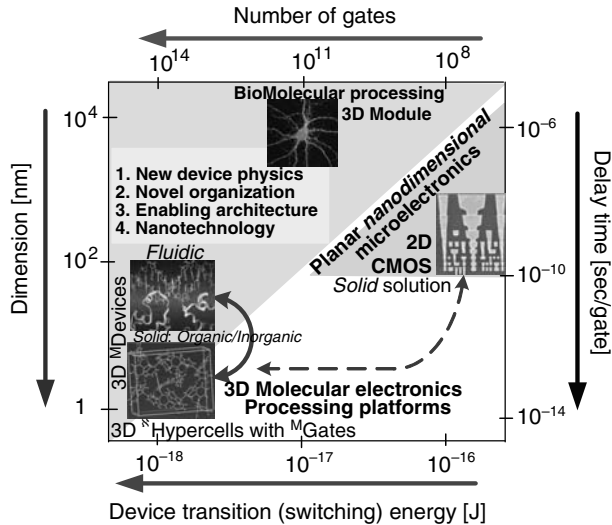 Number of gates
10^14 10^11 10^8
BioMolecular processing
3D Module
10^4
10^-6
1. New device physics
2. Novel organization
3. Enabling architecture
4. Nanotechnology
Planar nanodimensional
microelectronics
Dimension [nm]
Delay time [sec/gate]
2D
CMOS
Fluidic
10^2
10^-10
Solid solution
Solid: Organic/Inorganic
3D ᴹDevices
3D Molecular electronics
Processing platforms
1
10^-14
3D ℵHypercells with ᴹGates
10^-18 10^-17 10^-16
Device transition (switching) energy [J]